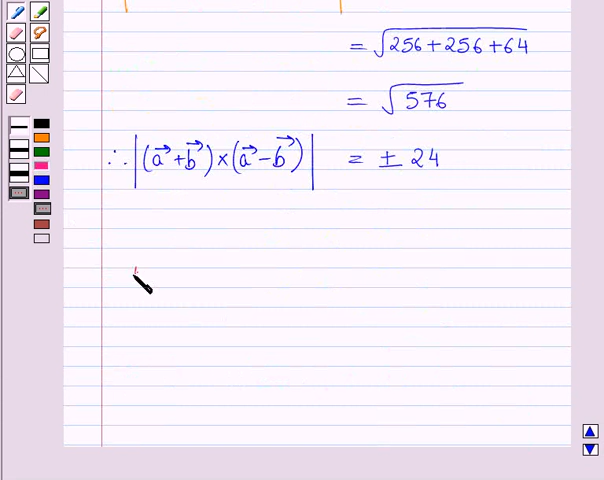 = √256+256+64
= √576
∴ |(a⃗ + b⃗) × (a⃗ − b⃗)| = ± 24